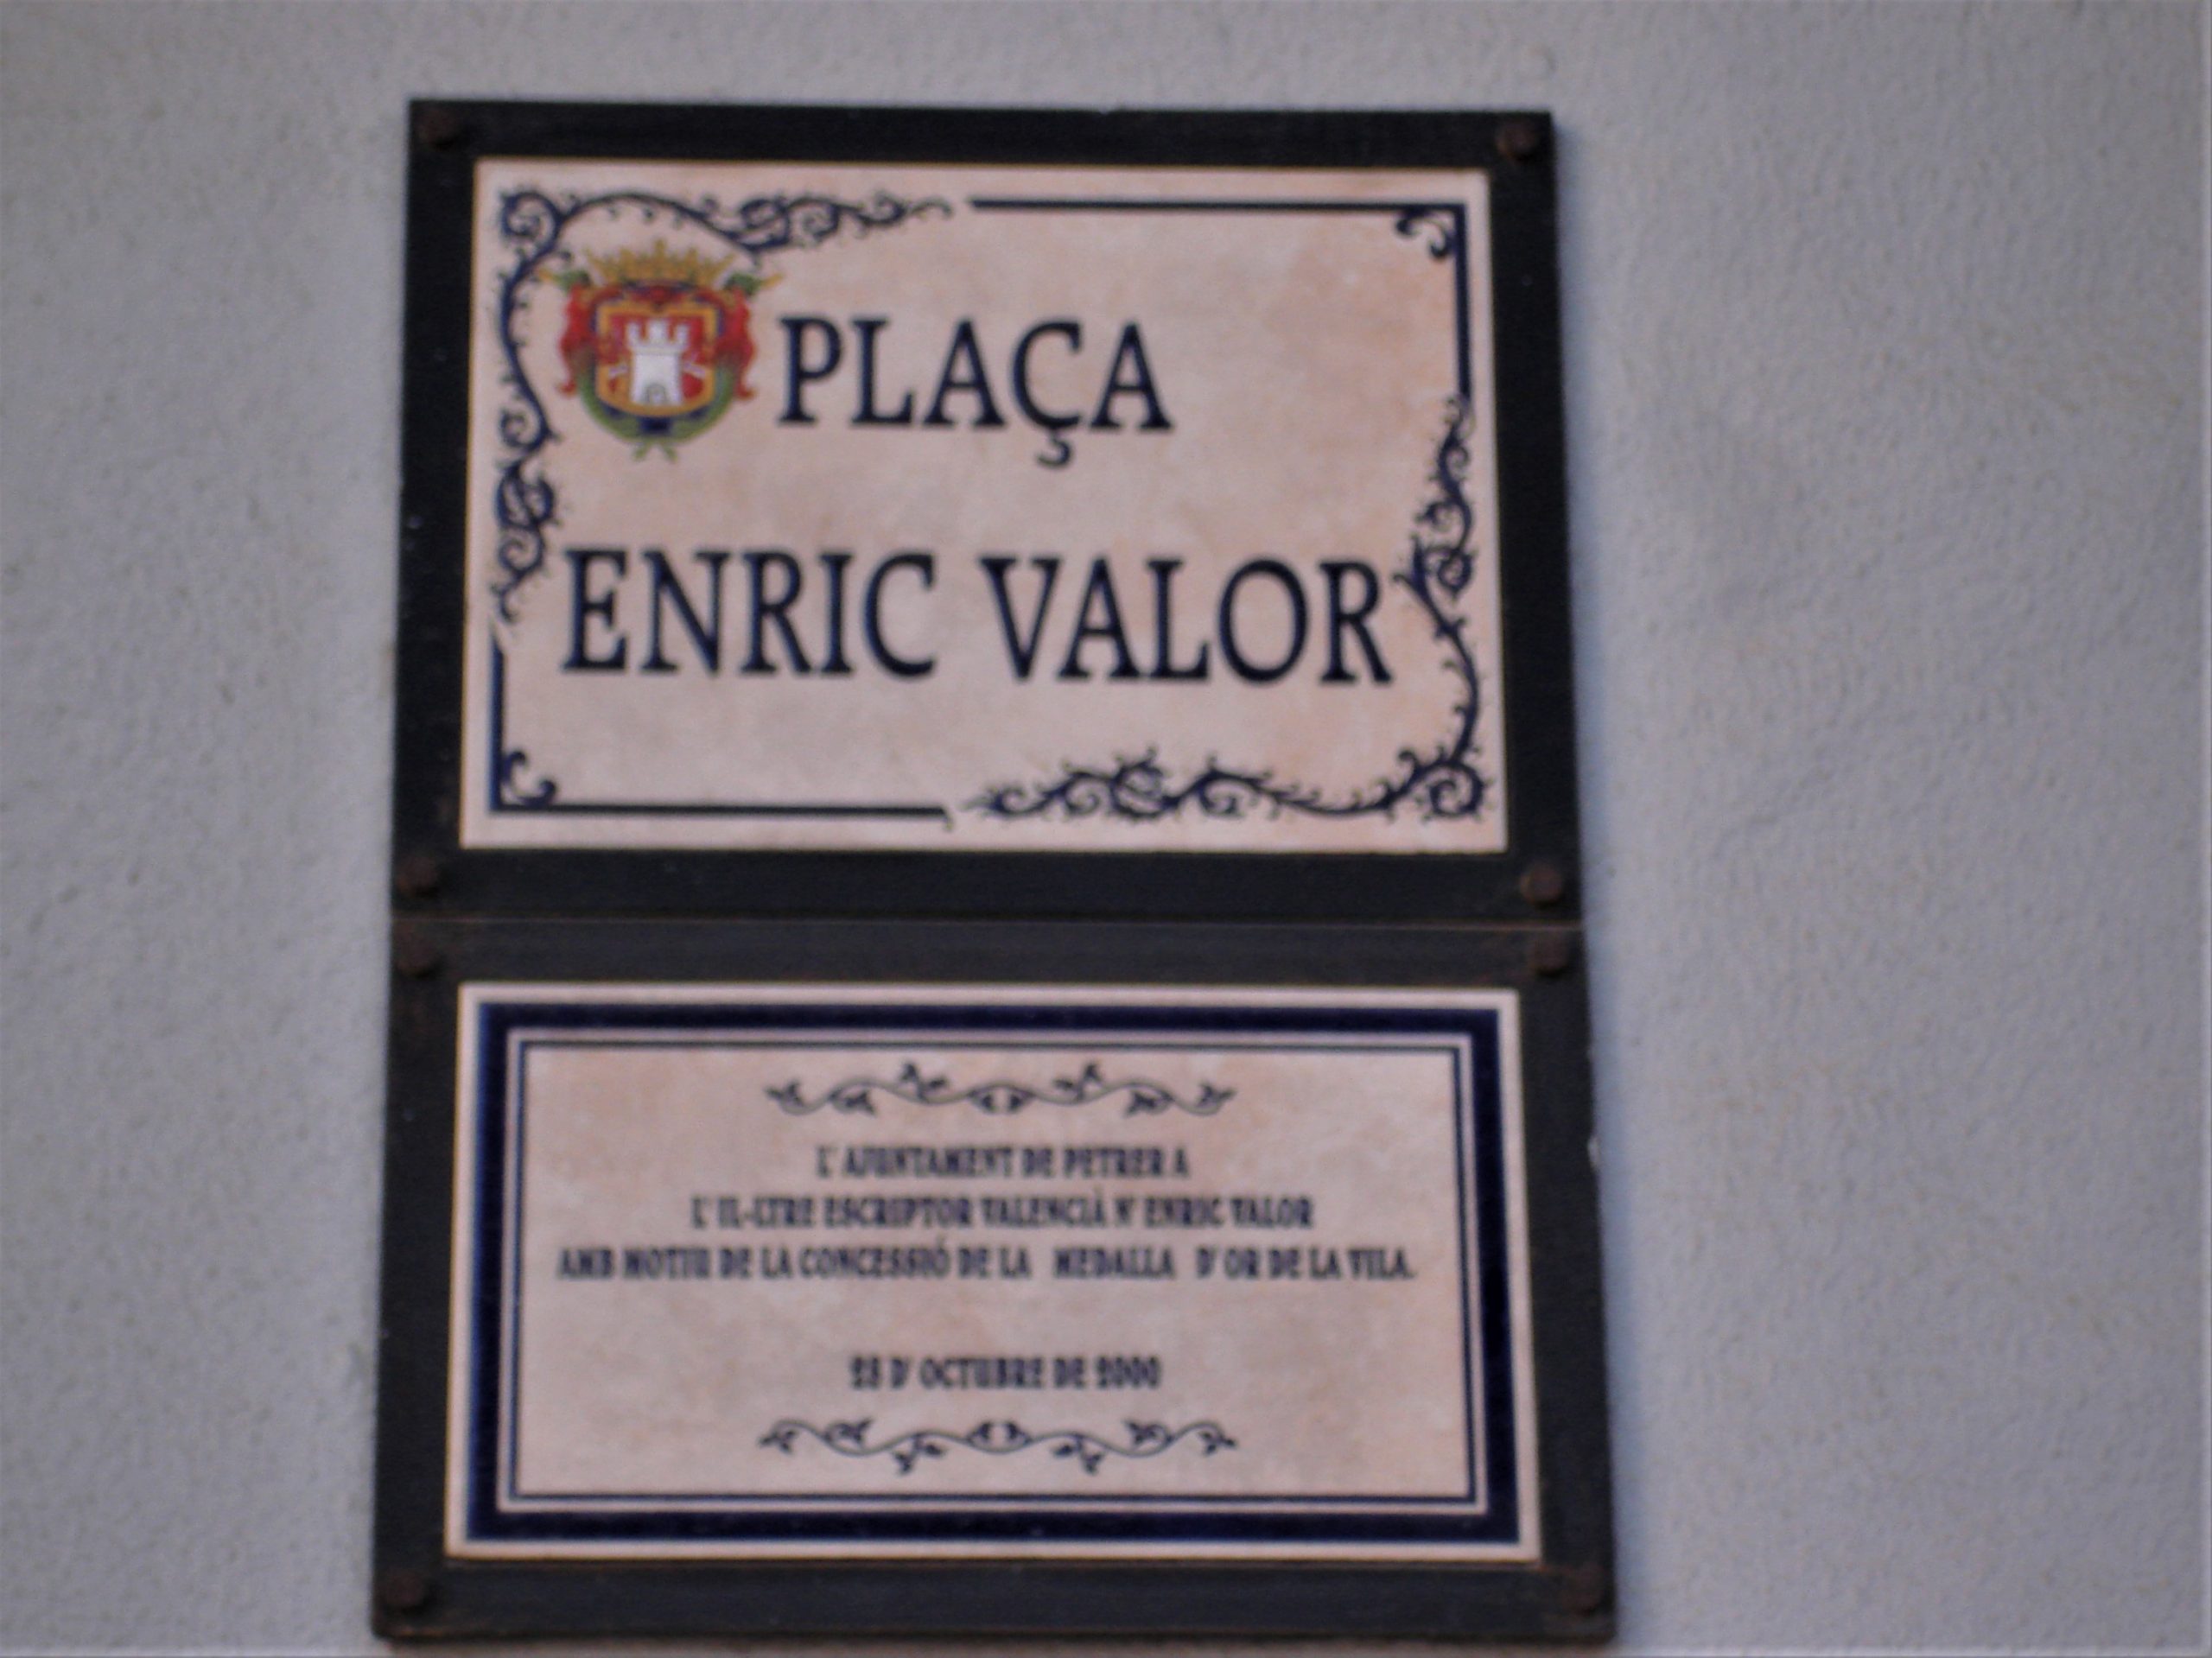 PLAÇA
ENRIC VALOR
L' AJUNTAMENT DE PETRER A
L' IL-LTRE ESCRIPTOR VALENCIÀ N' ENRIC VALOR
AMB MOTIU DE LA CONCESSIÓ DE LA MEDALLA D' OR DE LA VILA.
D' OCTUBRE DE 2000